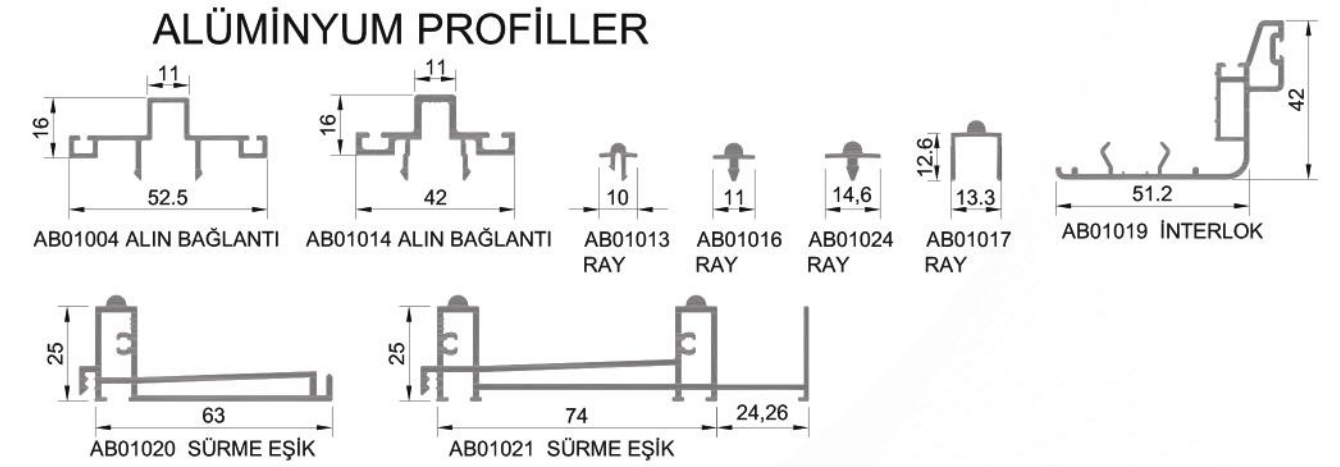 ALÜMİNYUM PROFİLLER
11
16
52.5
AB01004 ALIN BAĞLANTI
11
16
42
AB01014 ALIN BAĞLANTI
10
AB01013
RAY
11
AB01016
RAY
14,6
AB01024
RAY
12.6
13.3
AB01017
RAY
42
51.2
AB01019 İNTERLOK
25
63
AB01020 SÜRME EŞİK
25
74
24,26
AB01021 SÜRME EŞİK